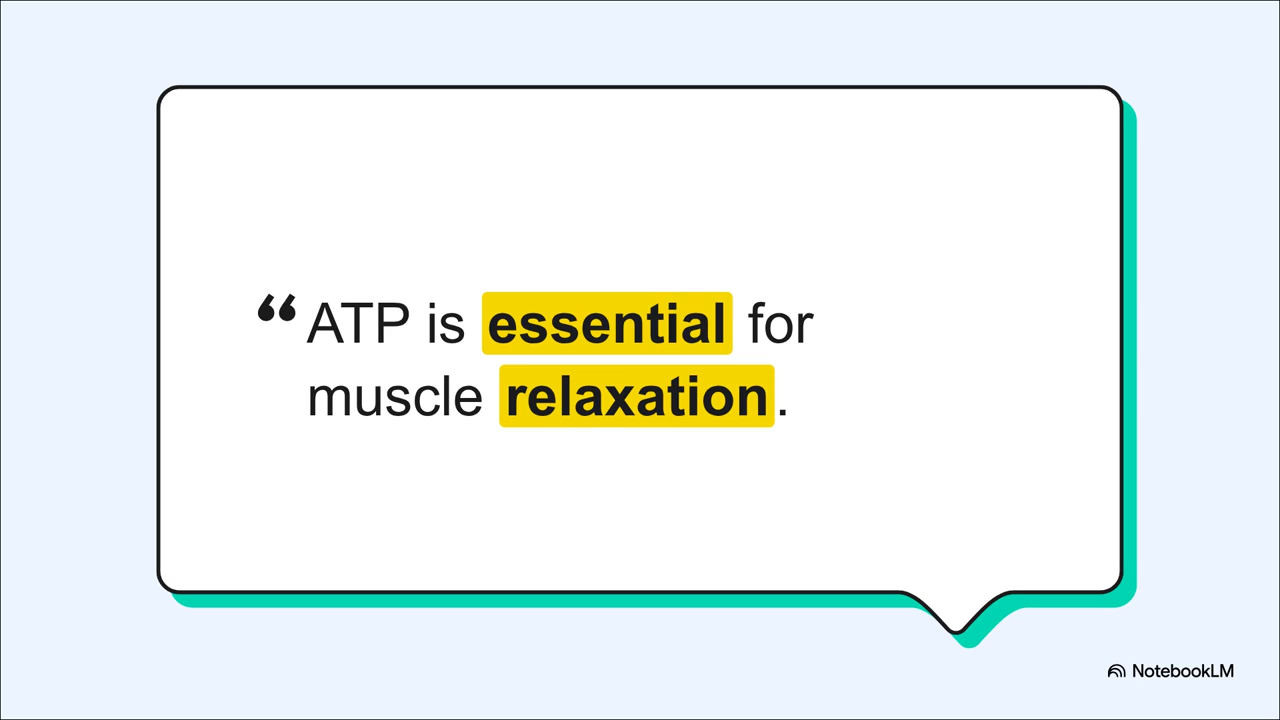 “ATP is essential for
muscle relaxation.
NotebookLM